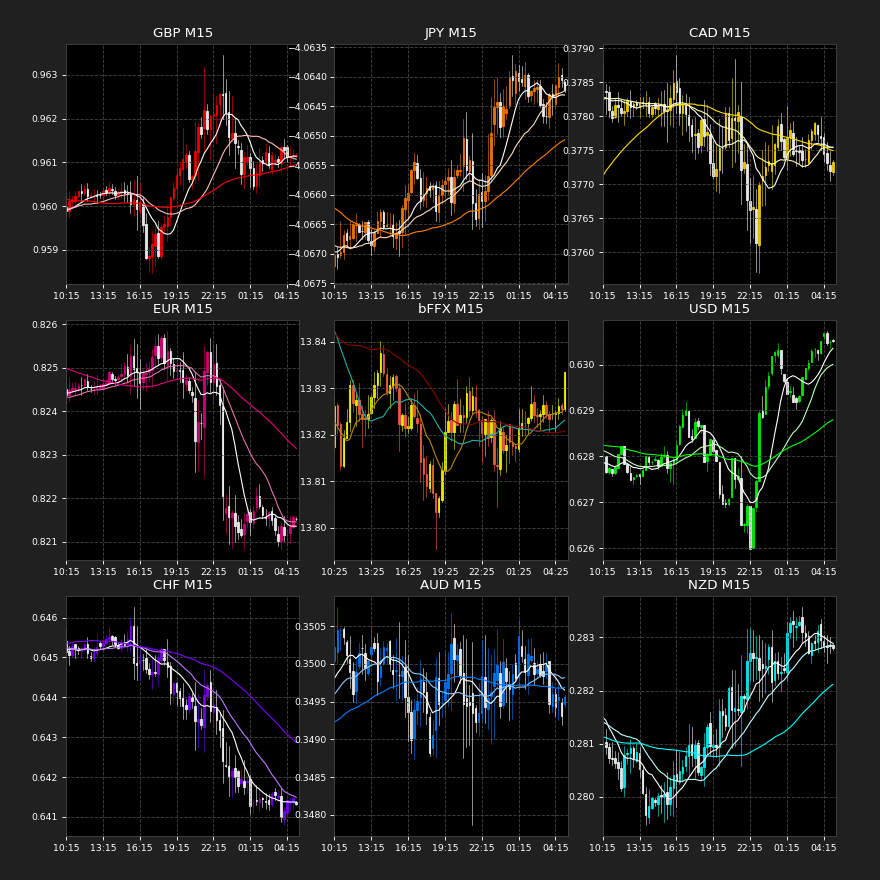 GBP M15
0.963
0.962
0.961
0.960
0.959
10:15 13:15 16:15 19:15 22:15 01:15 04:15
JPY M15
−4.0635
−4.0640
−4.0645
−4.0650
−4.0655
−4.0660
−4.0665
−4.0670
−4.0675
10:15 13:15 16:15 19:15 22:15 01:15 04:15
CAD M15
0.3790
0.3785
0.3780
0.3775
0.3770
0.3765
0.3760
10:15 13:15 16:15 19:15 22:15 01:15 04:15
EUR M15
0.826
0.825
0.824
0.823
0.822
0.821
10:15 13:15 16:15 19:15 22:15 01:15 04:15
bFFX M15
13.84
13.83
13.82
13.81
13.80
10:25 13:25 16:25 19:25 22:25 01:25 04:25
USD M15
0.630
0.629
0.628
0.627
0.626
10:15 13:15 16:15 19:15 22:15 01:15 04:15
CHF M15
0.646
0.645
0.644
0.643
0.642
0.641
10:15 13:15 16:15 19:15 22:15 01:15 04:15
AUD M15
0.3505
0.3500
0.3495
0.3490
0.3485
0.3480
10:15 13:15 16:15 19:15 22:15 01:15 04:15
NZD M15
0.283
0.282
0.281
0.280
10:15 13:15 16:15 19:15 22:15 01:15 04:15